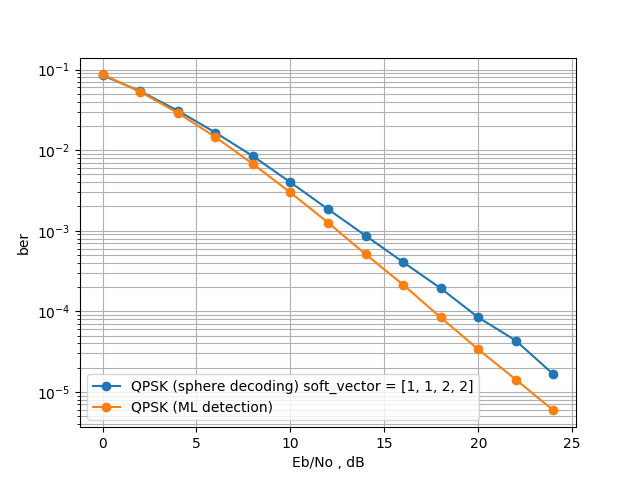 10⁻¹
10⁻²
10⁻³
10⁻⁴
10⁻⁵
ber
QPSK (sphere decoding) soft_vector = [1, 1, 2, 2]
QPSK (ML detection)
0 5 10 15 20 25
Eb/No , dB